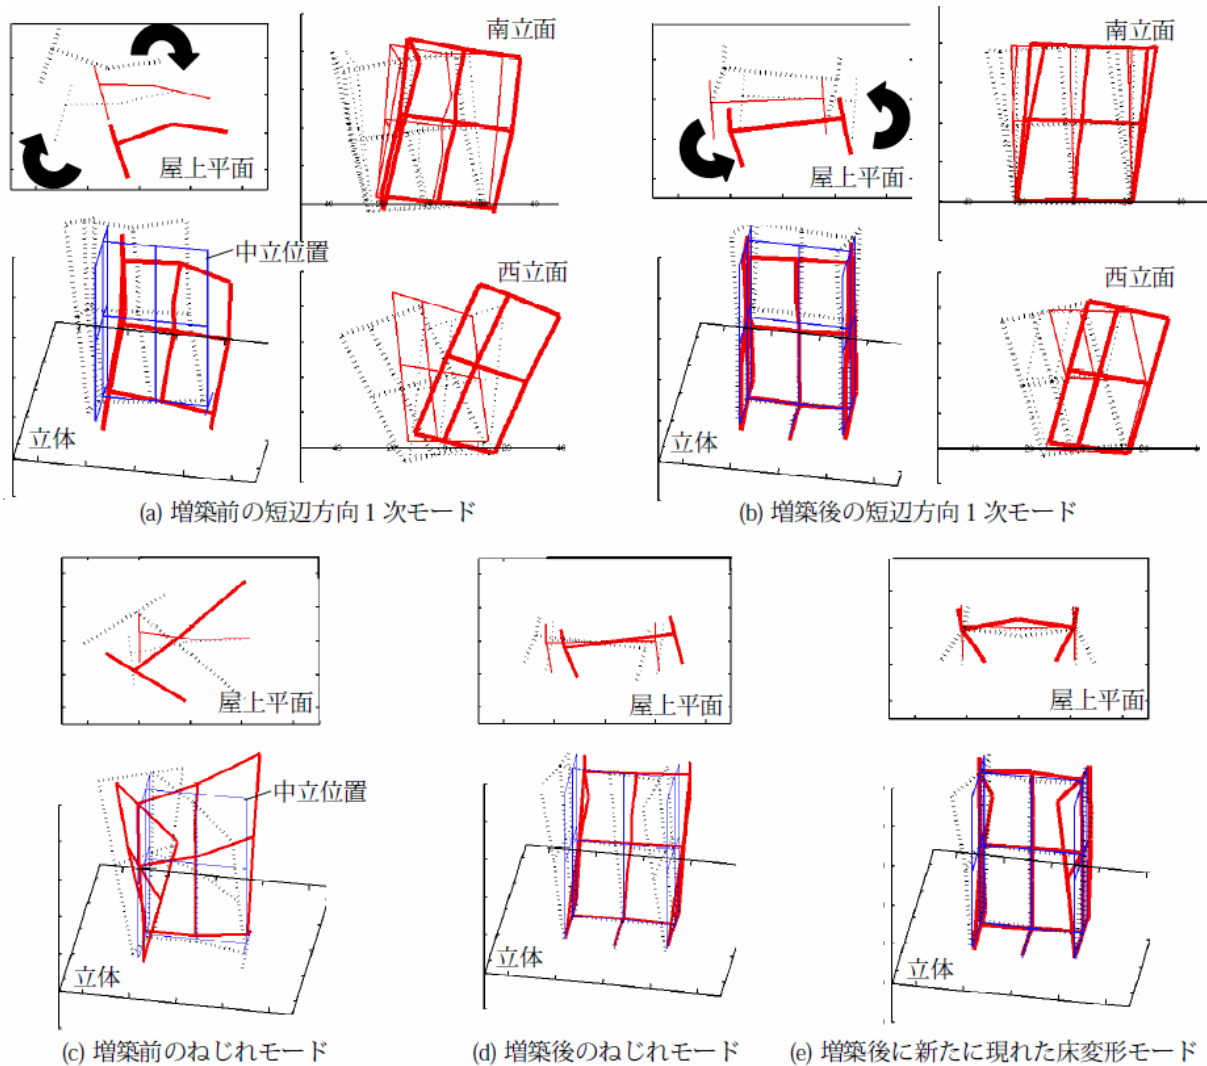 屋上平面
南立面
屋上平面
南立面
中立位置
西立面
西立面
立体
立体
(a) 増築前の短辺方向1次モード
(b) 増築後の短辺方向1次モード
屋上平面
屋上平面
屋上平面
中立位置
立体
立体
立体
(c) 増築前のねじれモード
(d) 増築後のねじれモード
(e) 増築後に新たに現れた床変形モード